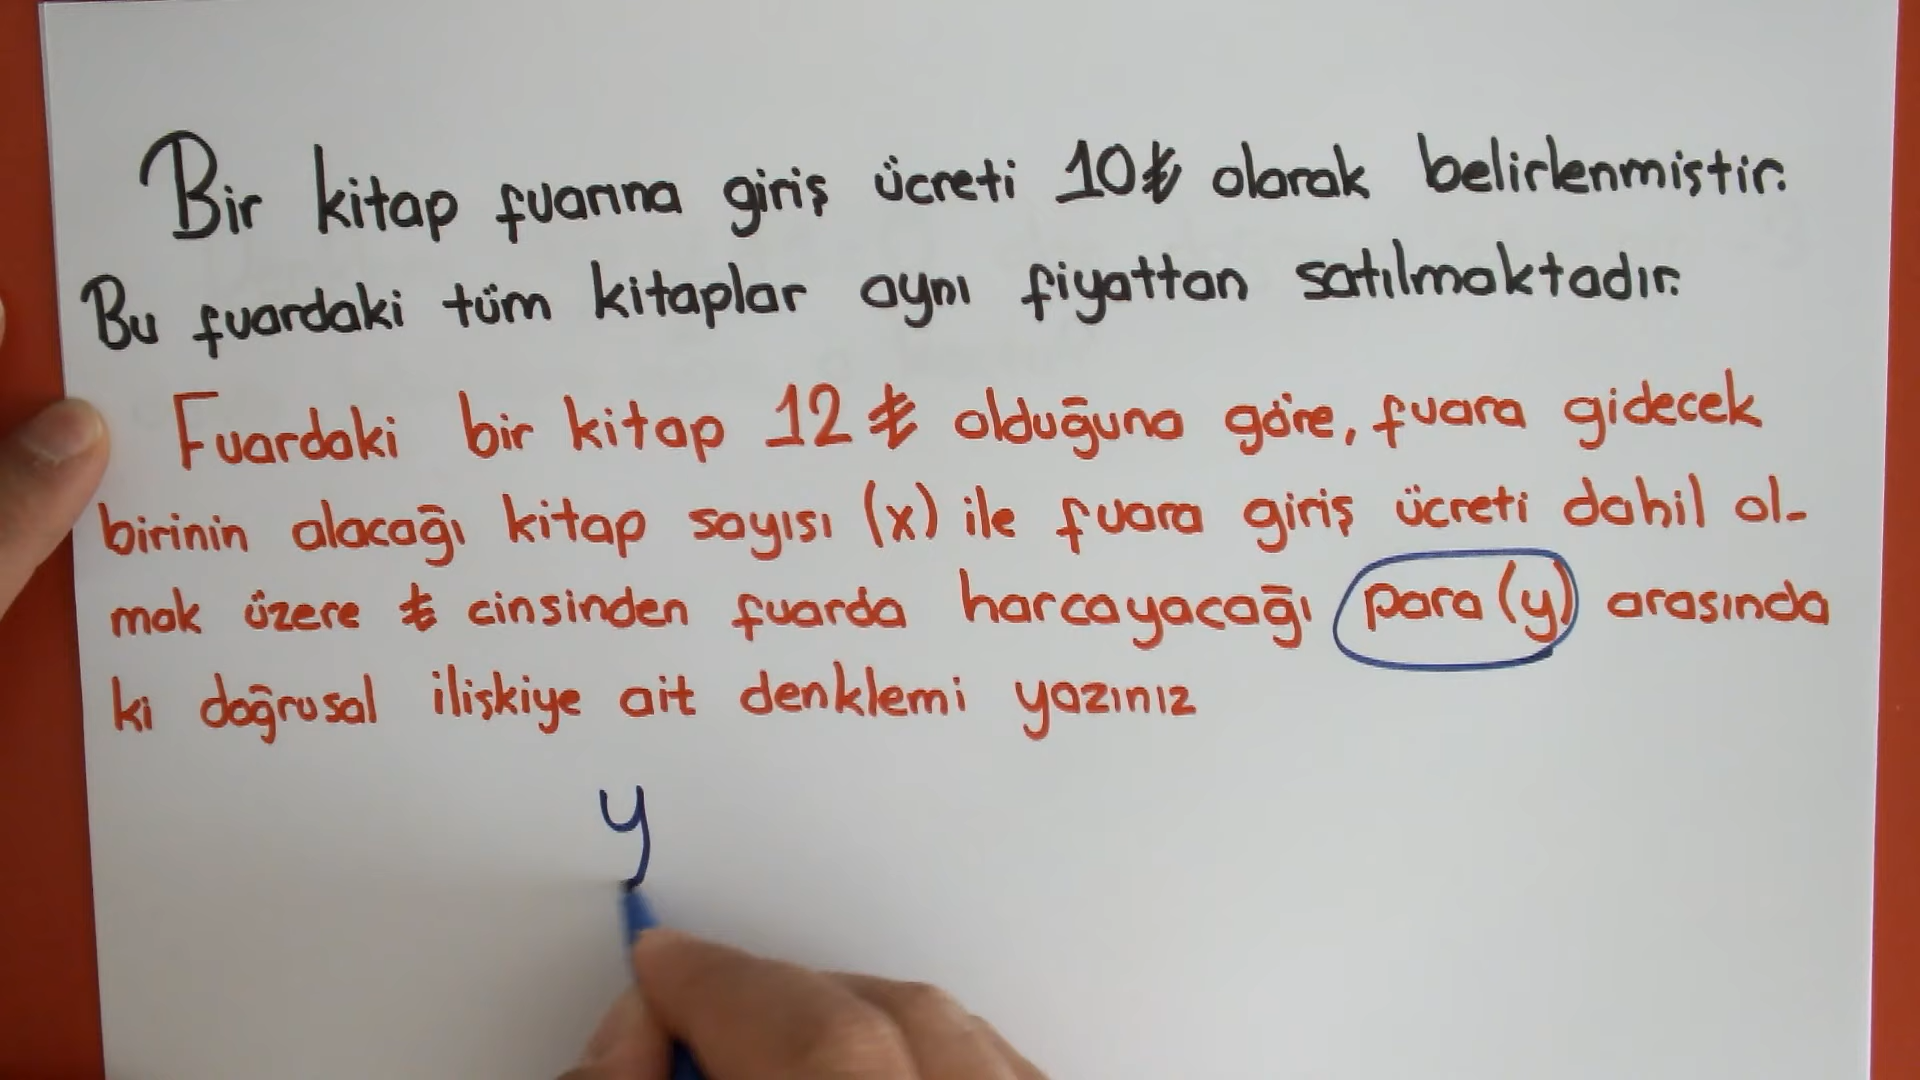 Bir kitap fuarına giriş ücreti 10₺ olarak belirlenmiştir.
Bu fuardaki tüm kitaplar aynı fiyattan satılmaktadır.
Fuardaki bir kitap 12 ₺ olduğuna göre, fuara gidecek
birinin alacağı kitap sayısı (x) ile fuara giriş ücreti dahil ol-
mak üzere ₺ cinsinden fuarda harcayacağı para (y) arasında
ki doğrusal ilişkiye ait denklemi yazınız
y